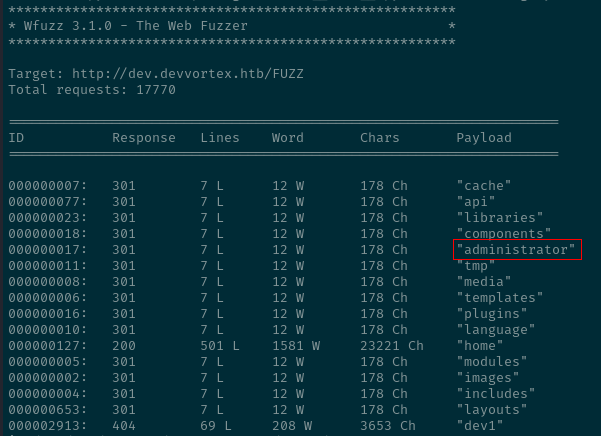 ********************************************************
* Wfuzz 3.1.0 - The Web Fuzzer                         *
********************************************************
Target: http://dev.devvortex.htb/FUZZ
Total requests: 17770
=====================================================================
ID           Response   Lines    Word       Chars       Payload
=====================================================================
000000007:   301        7 L      12 W       178 Ch      "cache"
000000077:   301        7 L      12 W       178 Ch      "api"
000000023:   301        7 L      12 W       178 Ch      "libraries"
000000018:   301        7 L      12 W       178 Ch      "components"
000000017:   301        7 L      12 W       178 Ch      "administrator"
000000011:   301        7 L      12 W       178 Ch      "tmp"
000000008:   301        7 L      12 W       178 Ch      "media"
000000006:   301        7 L      12 W       178 Ch      "templates"
000000016:   301        7 L      12 W       178 Ch      "plugins"
000000010:   301        7 L      12 W       178 Ch      "language"
000000127:   200        501 L    1581 W     23221 Ch    "home"
000000005:   301        7 L      12 W       178 Ch      "modules"
000000002:   301        7 L      12 W       178 Ch      "images"
000000004:   301        7 L      12 W       178 Ch      "includes"
000000653:   301        7 L      12 W       178 Ch      "layouts"
000002913:   404        69 L     208 W      3653 Ch     "dev1"